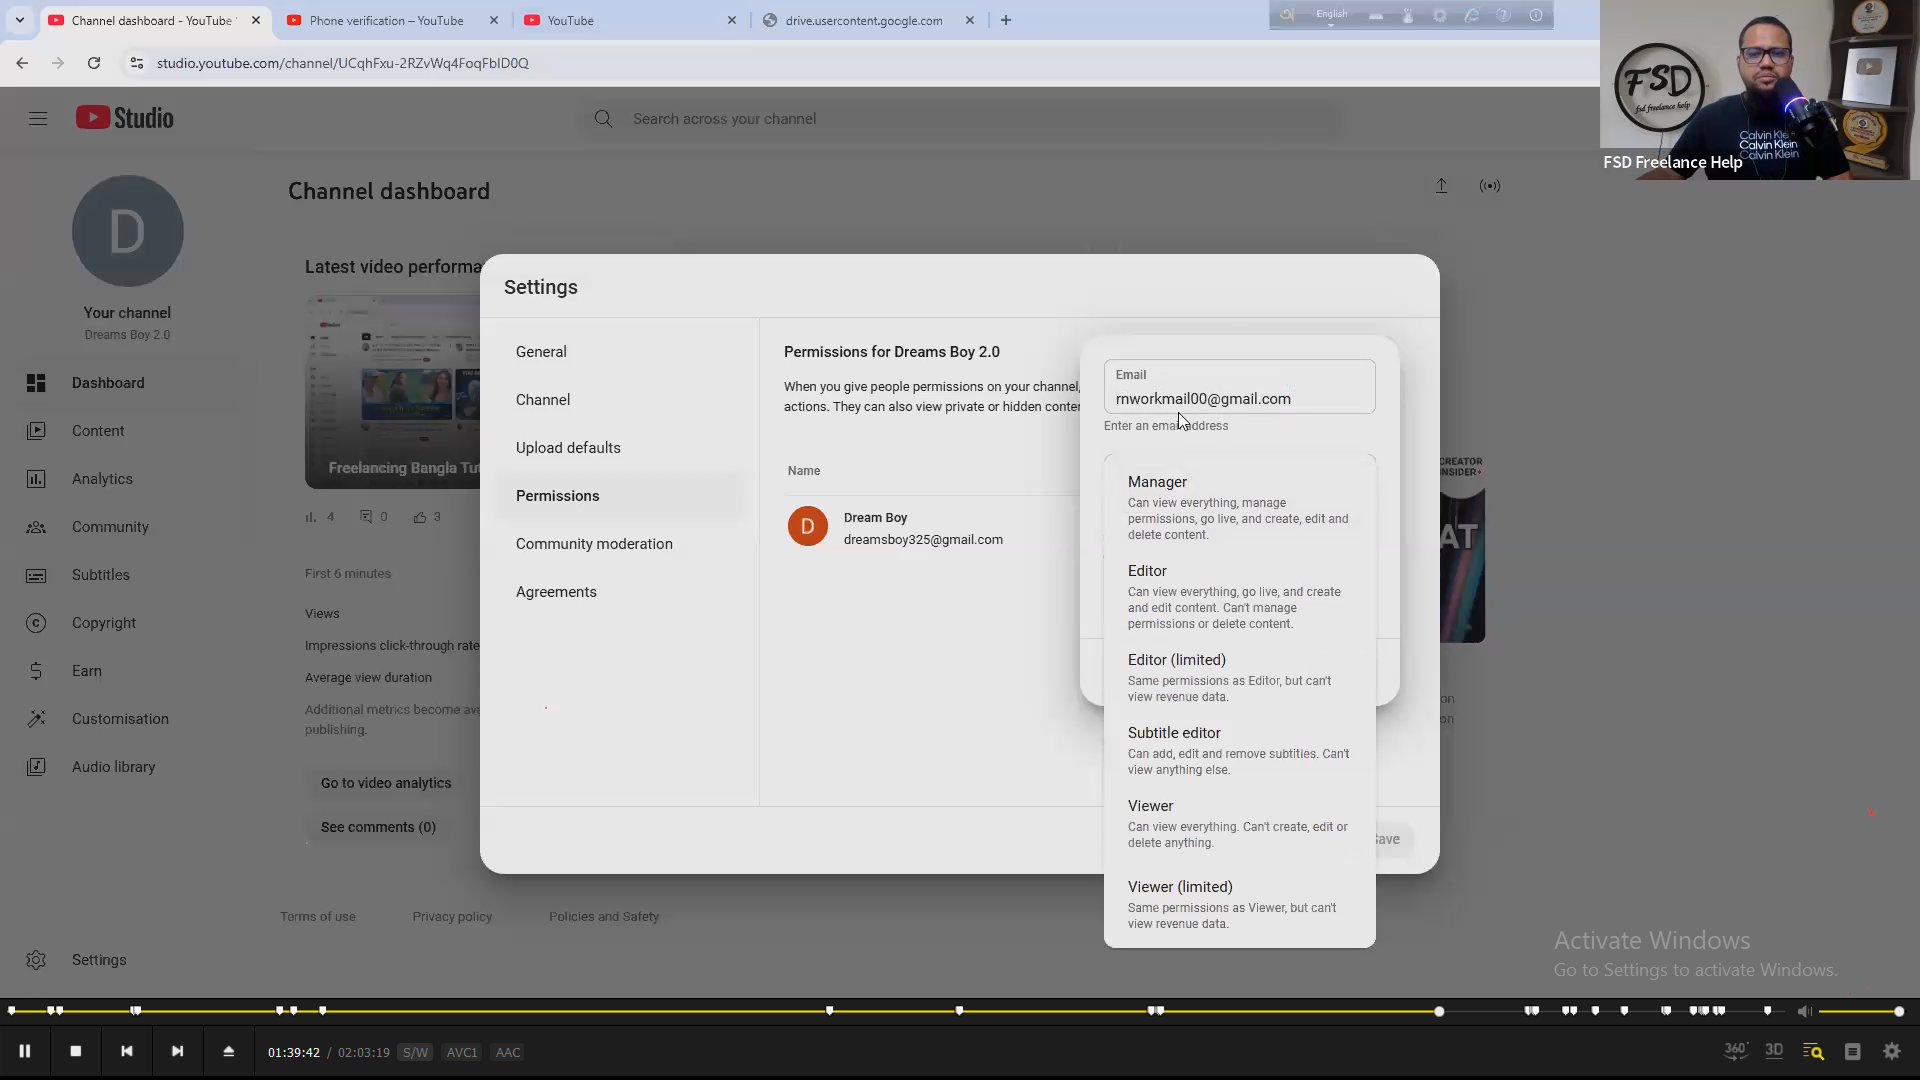 Channel dashboard - YouTube
Phone verification – YouTube
YouTube
drive.usercontent.google.com
English
studio.youtube.com/channel/UCqhFxu-2RZvWq4FoqFbID0Q
Studio
Search across your channel
FSD
fsd freelance help
Calvin Klein
Calvin Klein
Calvin Klein
FSD Freelance Help
D
Your channel
Dreams Boy 2.0
Dashboard
Content
Analytics
Community
Subtitles
Copyright
Earn
Customisation
Audio library
Settings
Channel dashboard
Latest video performa
Freelancing Bangla Tut
4 0 3
First 6 minutes
Views
Impressions click-through rate
Average view duration
Additional metrics become ava
publishing.
Go to video analytics
See comments (0)
Terms of use Privacy policy Policies and Safety
Settings
General
Channel
Upload defaults
Permissions
Community moderation
Agreements
Permissions for Dreams Boy 2.0
When you give people permissions on your channel,
actions. They can also view private or hidden conter
Name
D
Dream Boy
dreamsboy325@gmail.com
Email
rnworkmail00@gmail.com
Enter an email address
Manager
Can view everything, manage
permissions, go live, and create, edit and
delete content.
Editor
Can view everything, go live, and create
and edit content. Can't manage
permissions or delete content.
Editor (limited)
Same permissions as Editor, but can't
view revenue data.
Subtitle editor
Can add, edit and remove subtitles. Can't
view anything else.
Viewer
Can view everything. Can't create, edit or
delete anything.
Viewer (limited)
Same permissions as Viewer, but can't
view revenue data.
Save
CREATOR
INSIDER
AT
on
on
Activate Windows
Go to Settings to activate Windows.
01:39:42 / 02:03:19 S/W AVC1 AAC
360° 3D